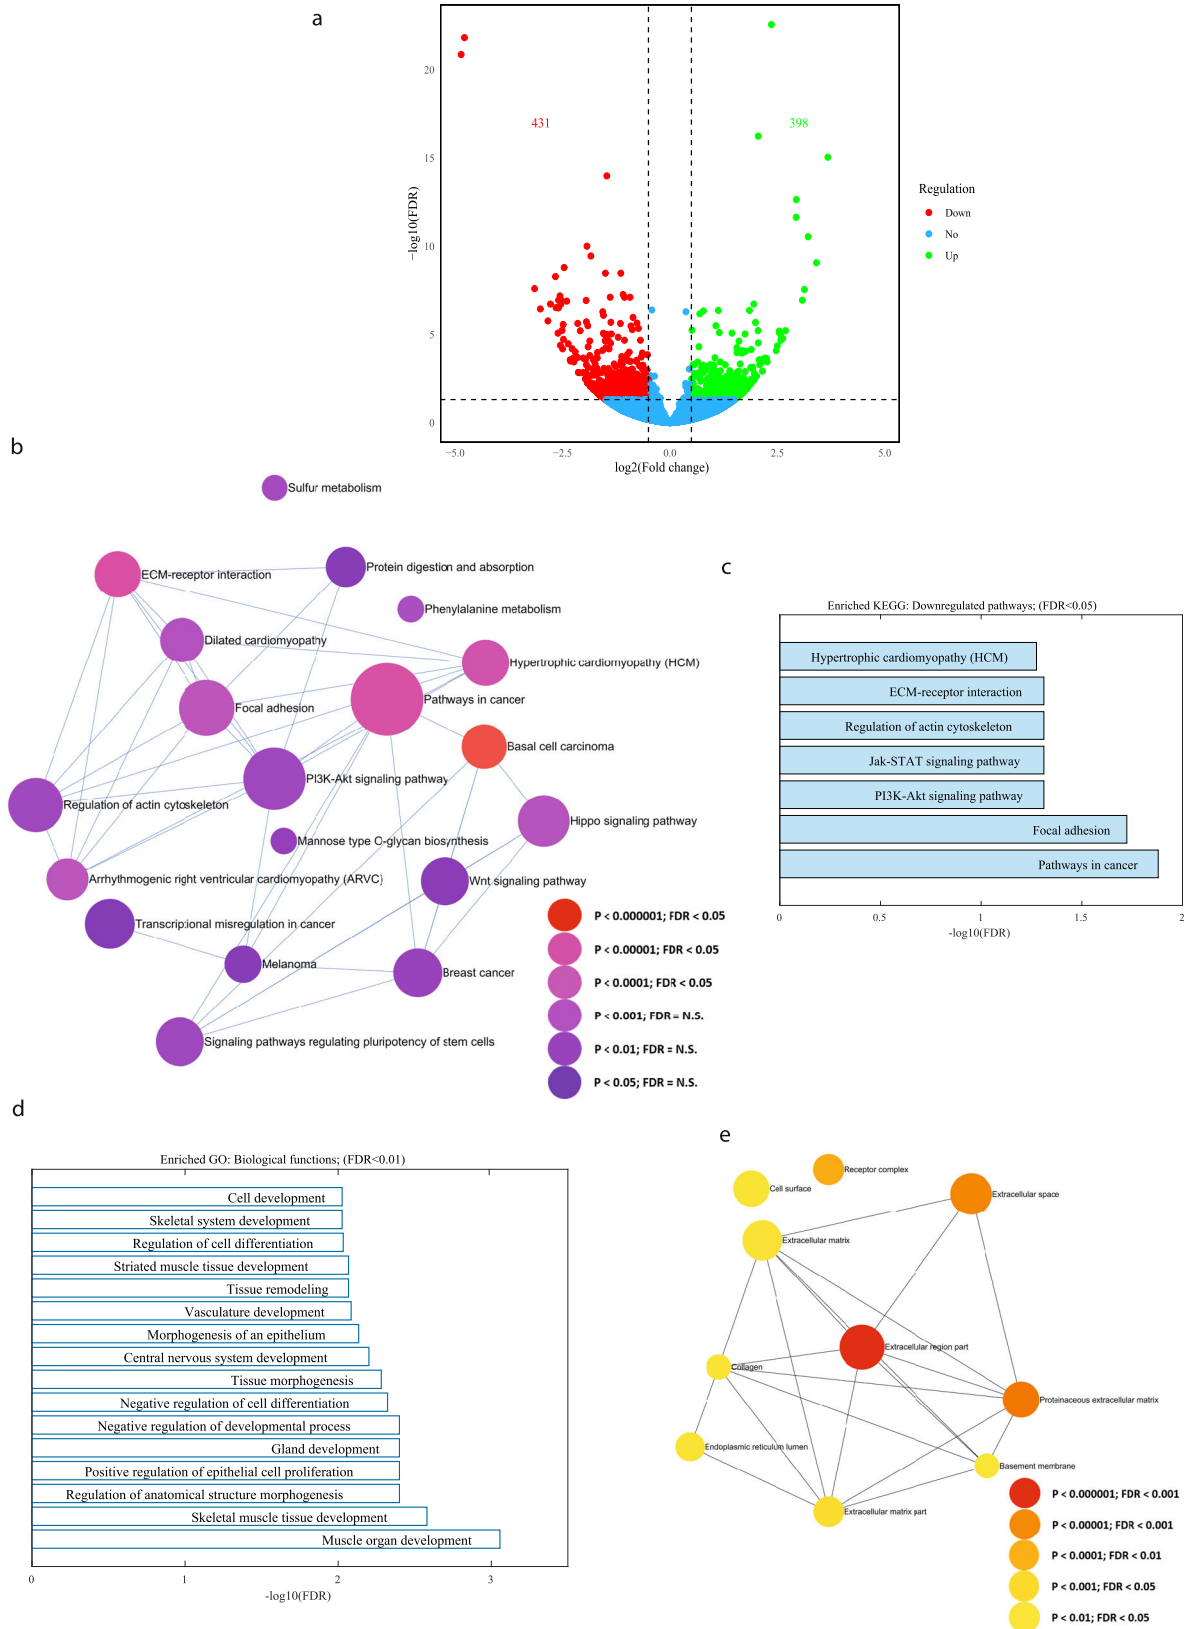 a
20
15
10
5
0
431
398
−log10(FDR)
−5.0
−2.5
0.0
2.5
5.0
log2(Fold change)
Regulation
Down
No
Up
b
Sulfur metabolism
ECM-receptor interaction
Protein digestion and absorption
Phenylalanine metabolism
Dilated cardiomyopathy
Hypertrophic cardiomyopathy (HCM)
Focal adhesion
Pathways in cancer
Basal cell carcinoma
PI3K-Akt signaling pathway
Regulation of actin cytoskeleton
Hippo signaling pathway
Mannose type O-glycan biosynthesis
Arrhythmogenic right ventricular cardiomyopathy (ARVC)
Wnt signaling pathway
Transcriptional misregulation in cancer
Melanoma
Breast cancer
Signaling pathways regulating pluripotency of stem cells
P < 0.000001; FDR < 0.05
P < 0.00001; FDR < 0.05
P < 0.0001; FDR < 0.05
P < 0.001; FDR = N.S.
P < 0.01; FDR = N.S.
P < 0.05; FDR = N.S.
c
Enriched KEGG: Downregulated pathways; (FDR<0.05)
Hypertrophic cardiomyopathy (HCM)
ECM-receptor interaction
Regulation of actin cytoskeleton
Jak-STAT signaling pathway
PI3K-Akt signaling pathway
Focal adhesion
Pathways in cancer
0
0.5
1
1.5
2
-log10(FDR)
d
Enriched GO: Biological functions; (FDR<0.01)
Cell development
Skeletal system development
Regulation of cell differentiation
Striated muscle tissue development
Tissue remodeling
Vasculature development
Morphogenesis of an epithelium
Central nervous system development
Tissue morphogenesis
Negative regulation of cell differentiation
Negative regulation of developmental process
Gland development
Positive regulation of epithelial cell proliferation
Regulation of anatomical structure morphogenesis
Skeletal muscle tissue development
Muscle organ development
0
1
2
3
-log10(FDR)
e
Receptor complex
Cell surface
Extracellular space
Extracellular matrix
Extracellular region part
Collagen
Proteinaceous extracellular matrix
Endoplasmic reticulum lumen
Basement membrane
Extracellular matrix part
P < 0.000001; FDR < 0.001
P < 0.00001; FDR < 0.001
P < 0.0001; FDR < 0.01
P < 0.001; FDR < 0.05
P < 0.01; FDR < 0.05